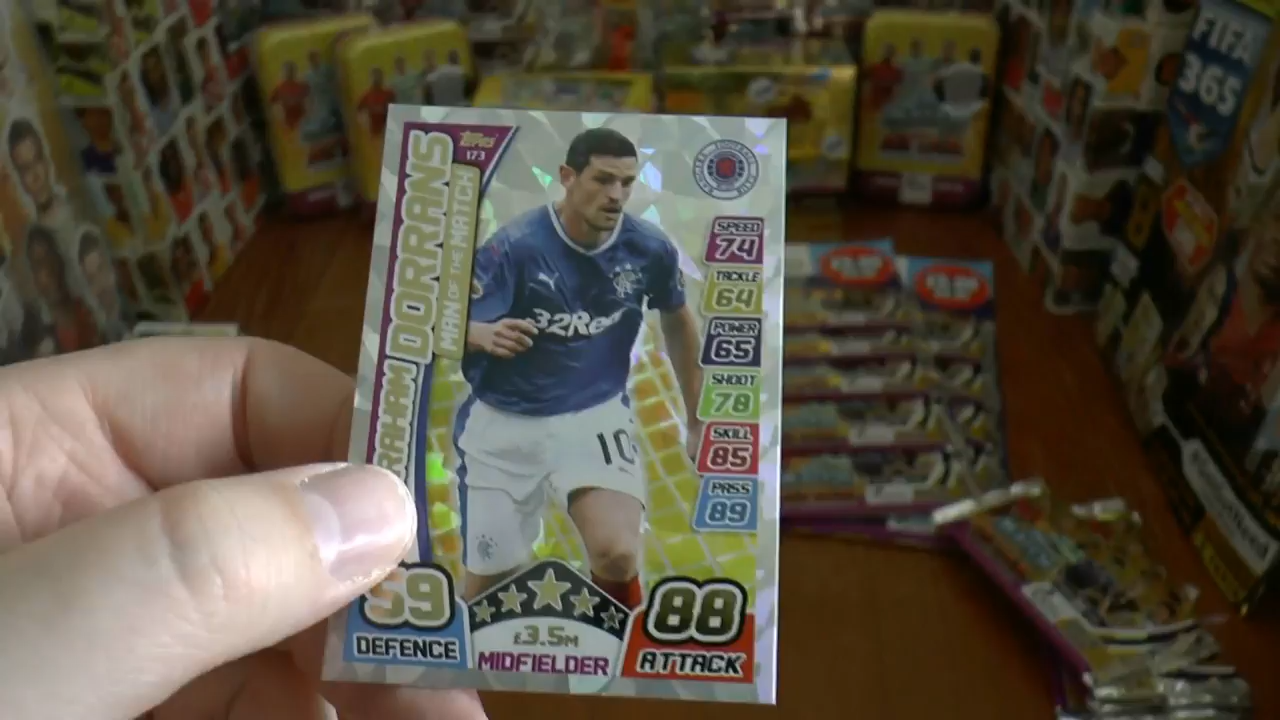 FIFA
365
TOPPS
173
RAHAM DORRANS
MAN OF THE MATCH
SPEED
74
TACKLE
64
POWER
65
SHOOT
78
SKILL
85
PASS
89
32Re
10
59
DEFENCE
£3.5M
MIDFIELDER
88
ATTACK